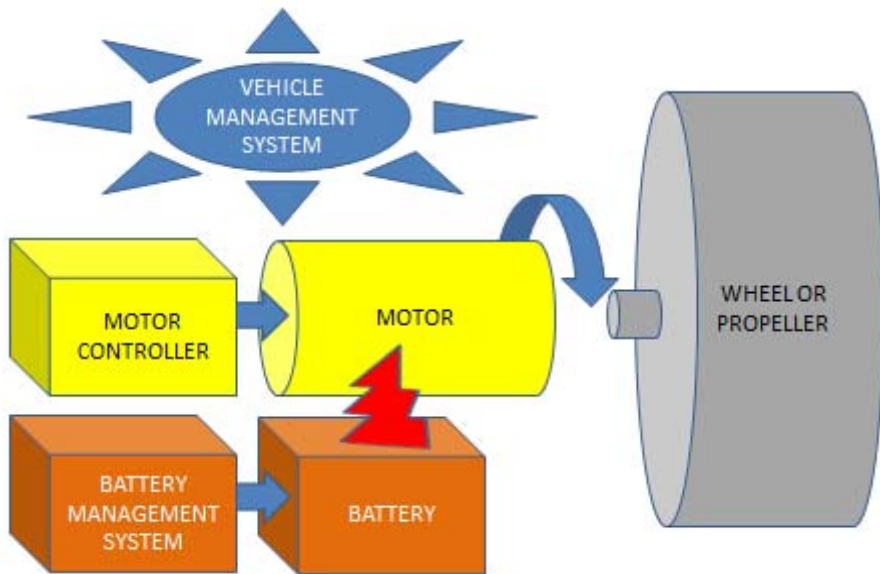 VEHICLE
MANAGEMENT
SYSTEM
MOTOR
CONTROLLER
MOTOR
WHEEL OR
PROPELLER
BATTERY
MANAGEMENT
SYSTEM
BATTERY